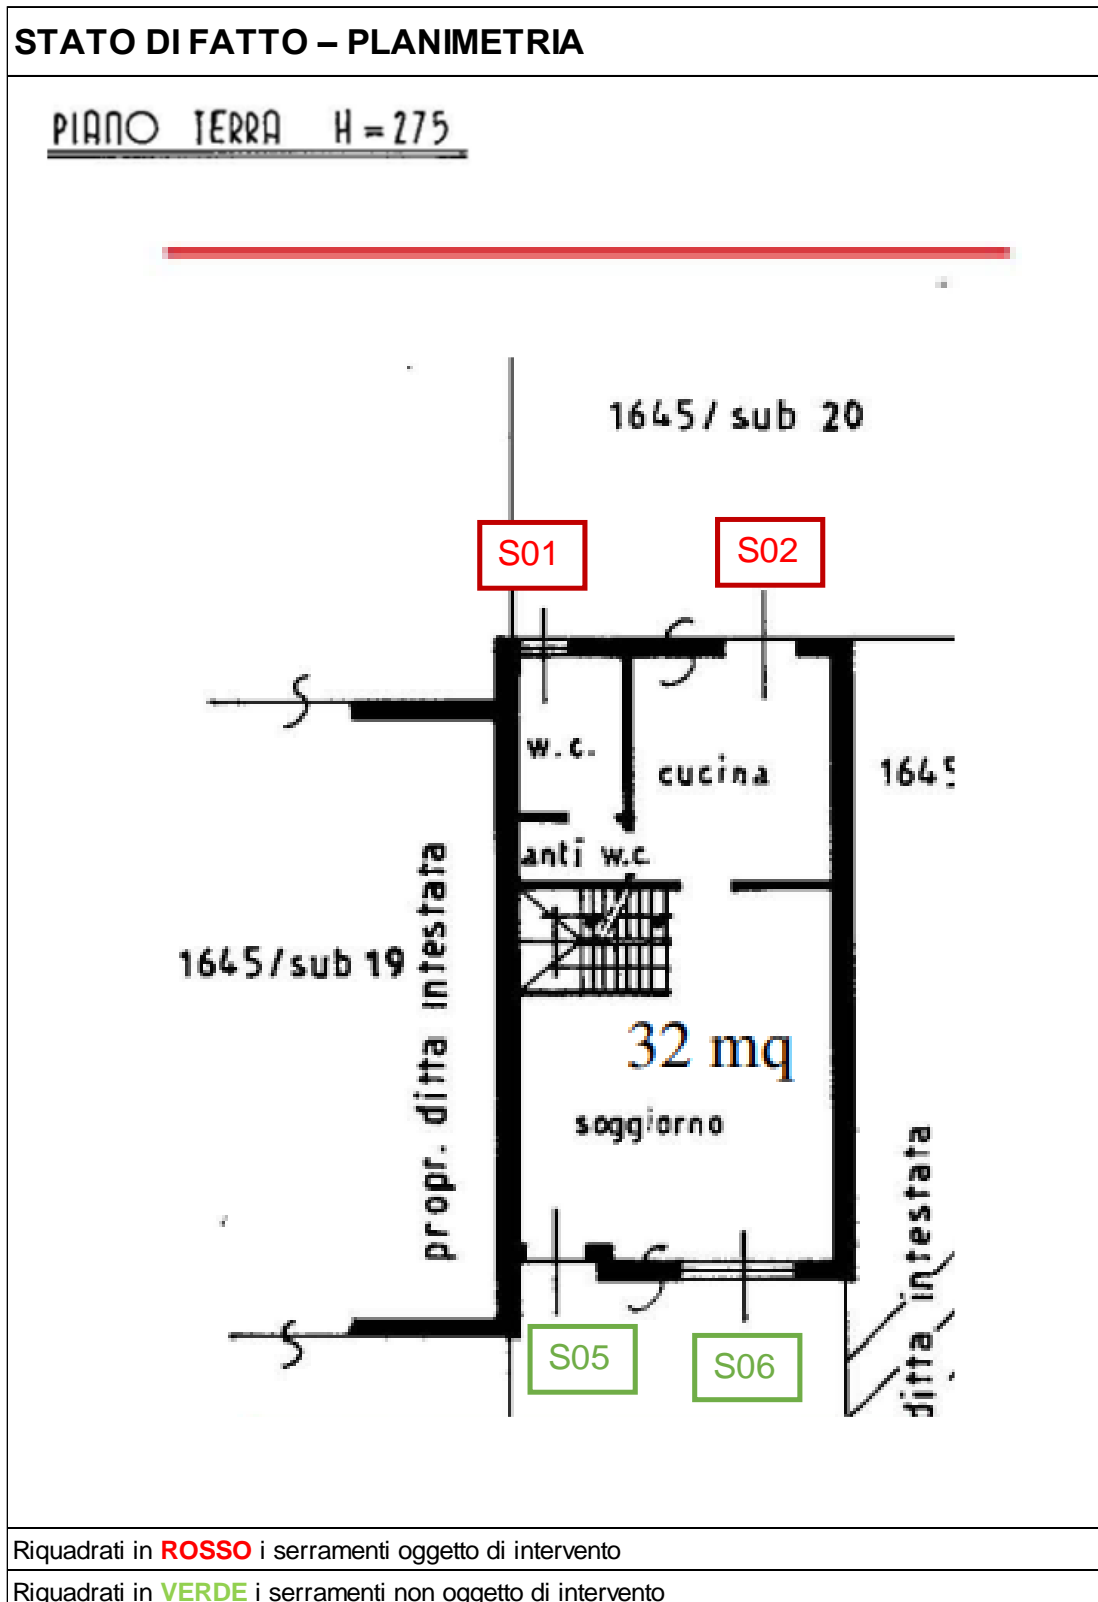 STATO DI FATTO – PLANIMETRIA
PIANO TERRA H = 275
1645/ sub 20
S01
S02
w.c.
cucina
1645
anti w.c.
1645/sub 19
propr. ditta intestata
32 mq
soggiorno
ditta intestata
S05
S06
Riquadrati in ROSSO i serramenti oggetto di intervento
Riquadrati in VERDE i serramenti non oggetto di intervento